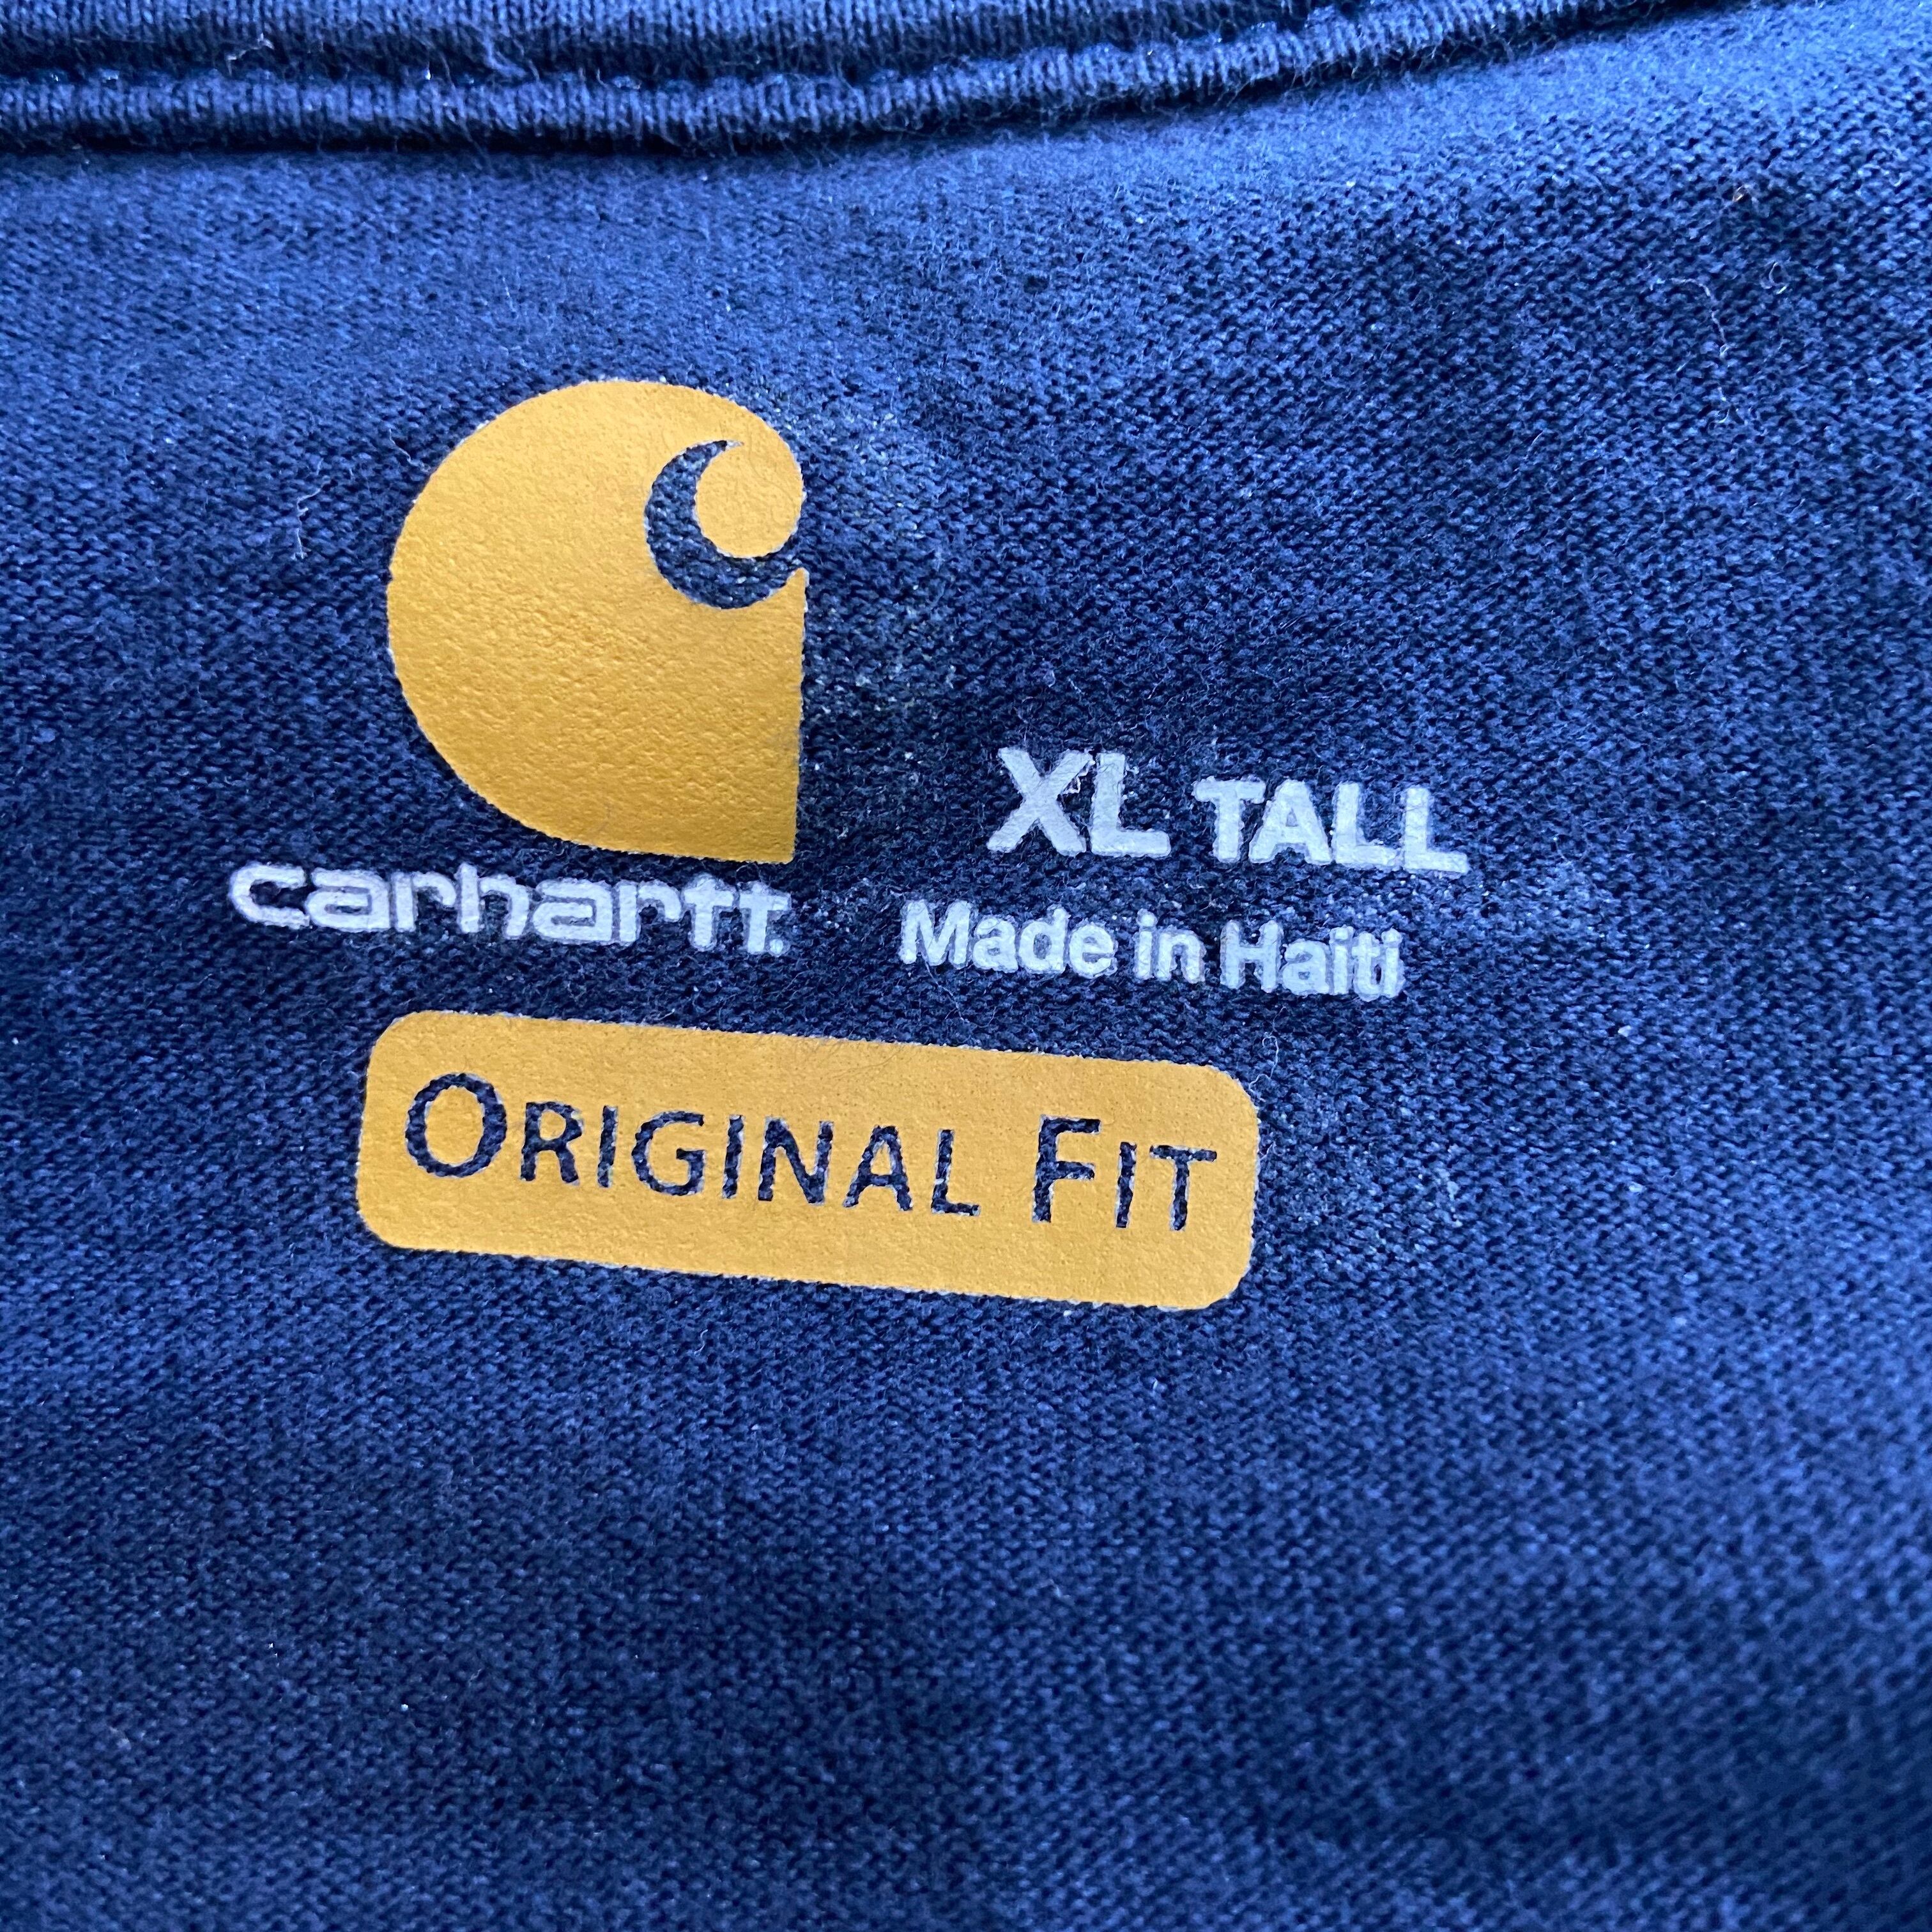 XL TALL
carhartt.
Made in Haiti
ORIGINAL FIT